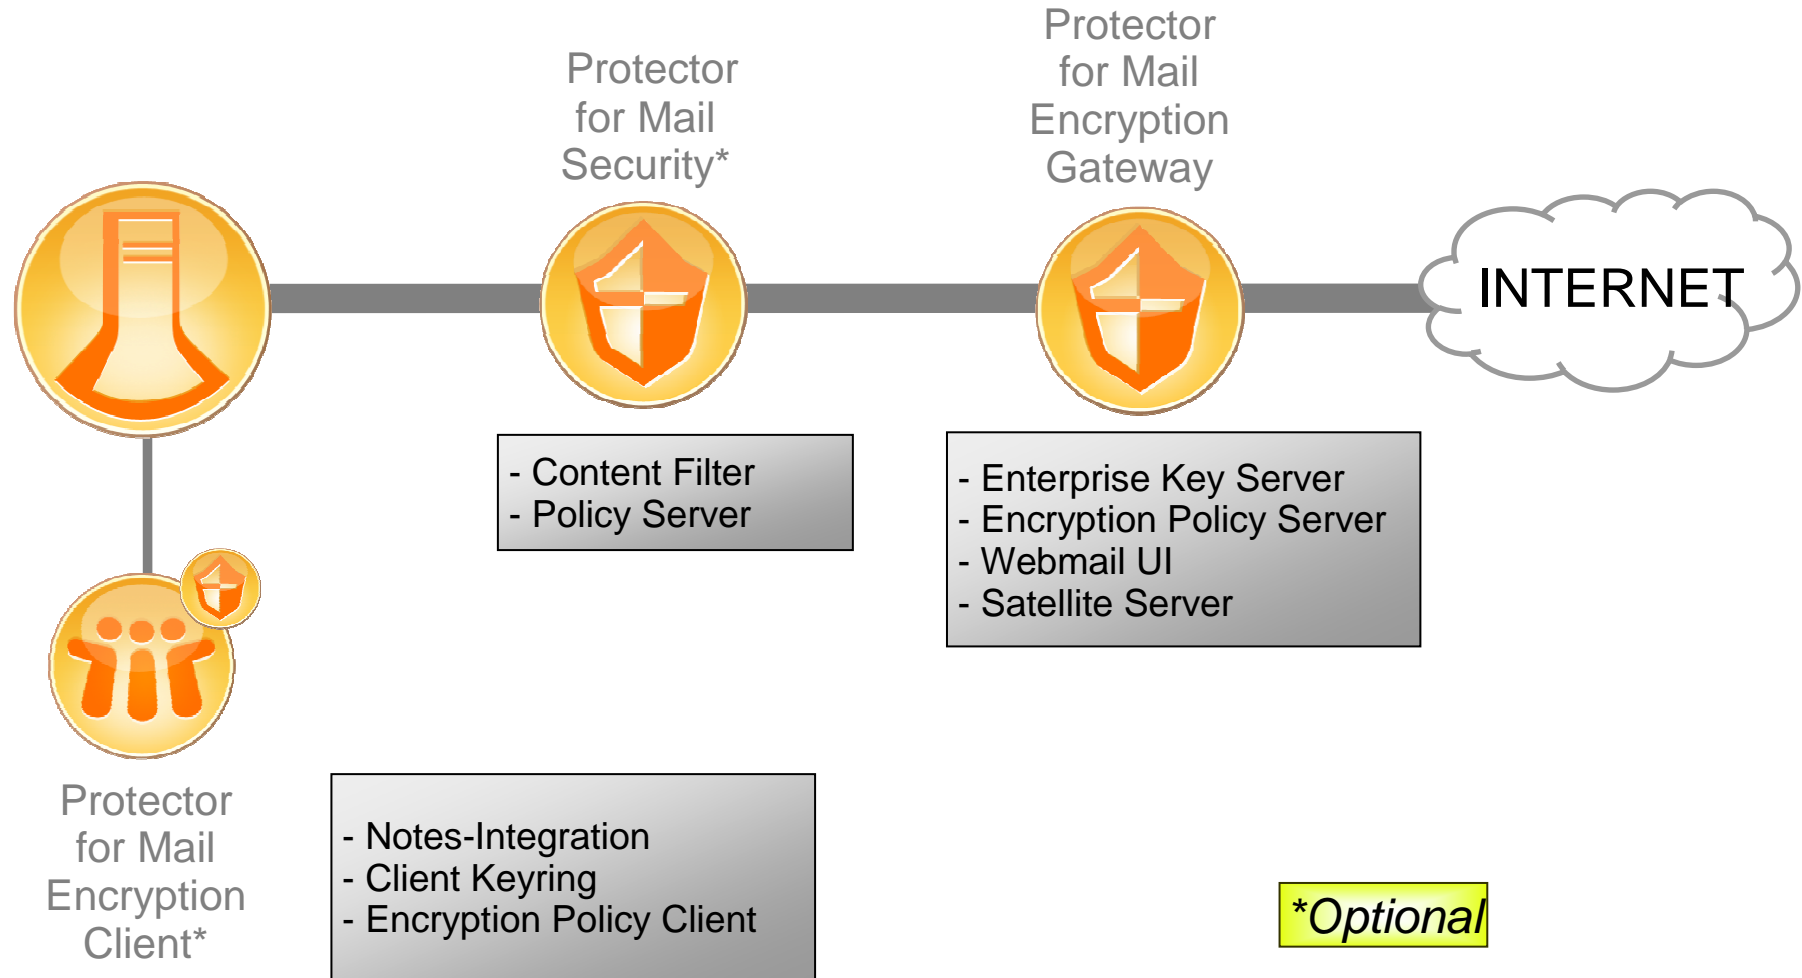 Protector
for Mail
Security*
Protector
for Mail
Encryption
Gateway
INTERNET
- Content Filter
- Policy Server
- Enterprise Key Server
- Encryption Policy Server
- Webmail UI
- Satellite Server
Protector
for Mail
Encryption
Client*
- Notes-Integration
- Client Keyring
- Encryption Policy Client
*Optional